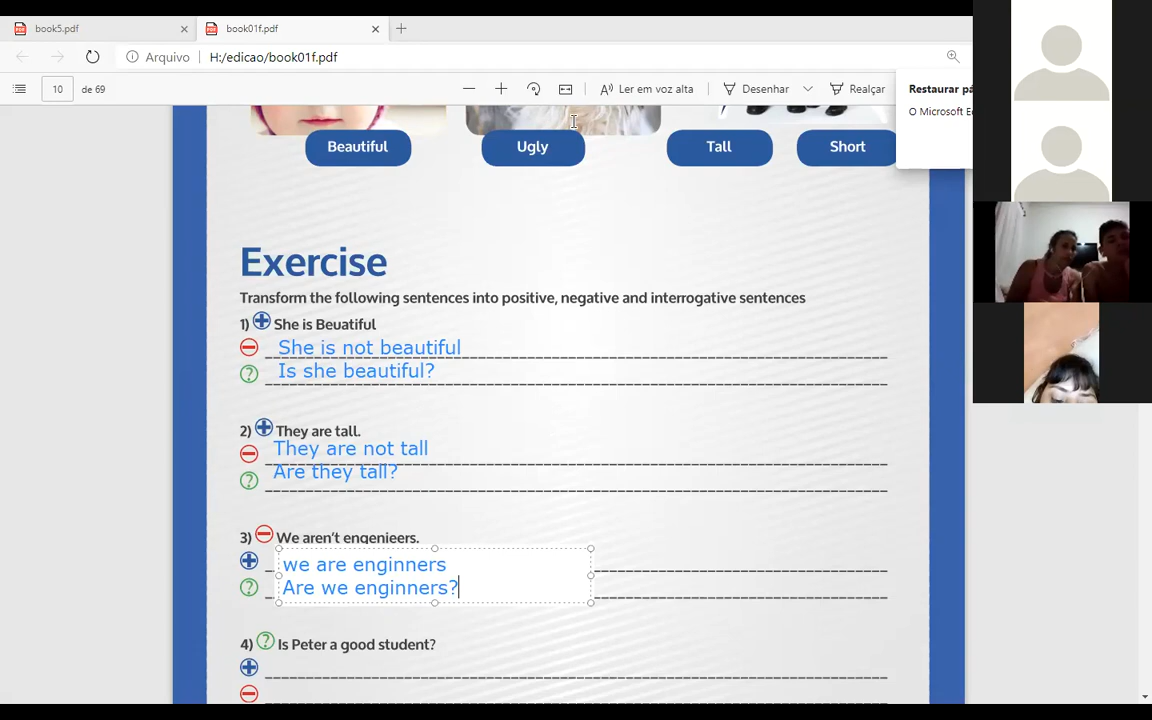 book5.pdf
book01f.pdf
Arquivo
H:/edicao/book01f.pdf
10
de 69
Ler em voz alta
Desenhar
Realçar
Restaurar pá
O Microsoft E
Beautiful
Ugly
Tall
Short
Exercise
Transform the following sentences into positive, negative and interrogative sentences
1) She is Beuatiful
She is not beautiful
Is she beautiful?
2) They are tall.
They are not tall
Are they tall?
3) We aren't engenieers.
we are enginners
Are we enginners?
4) Is Peter a good student?